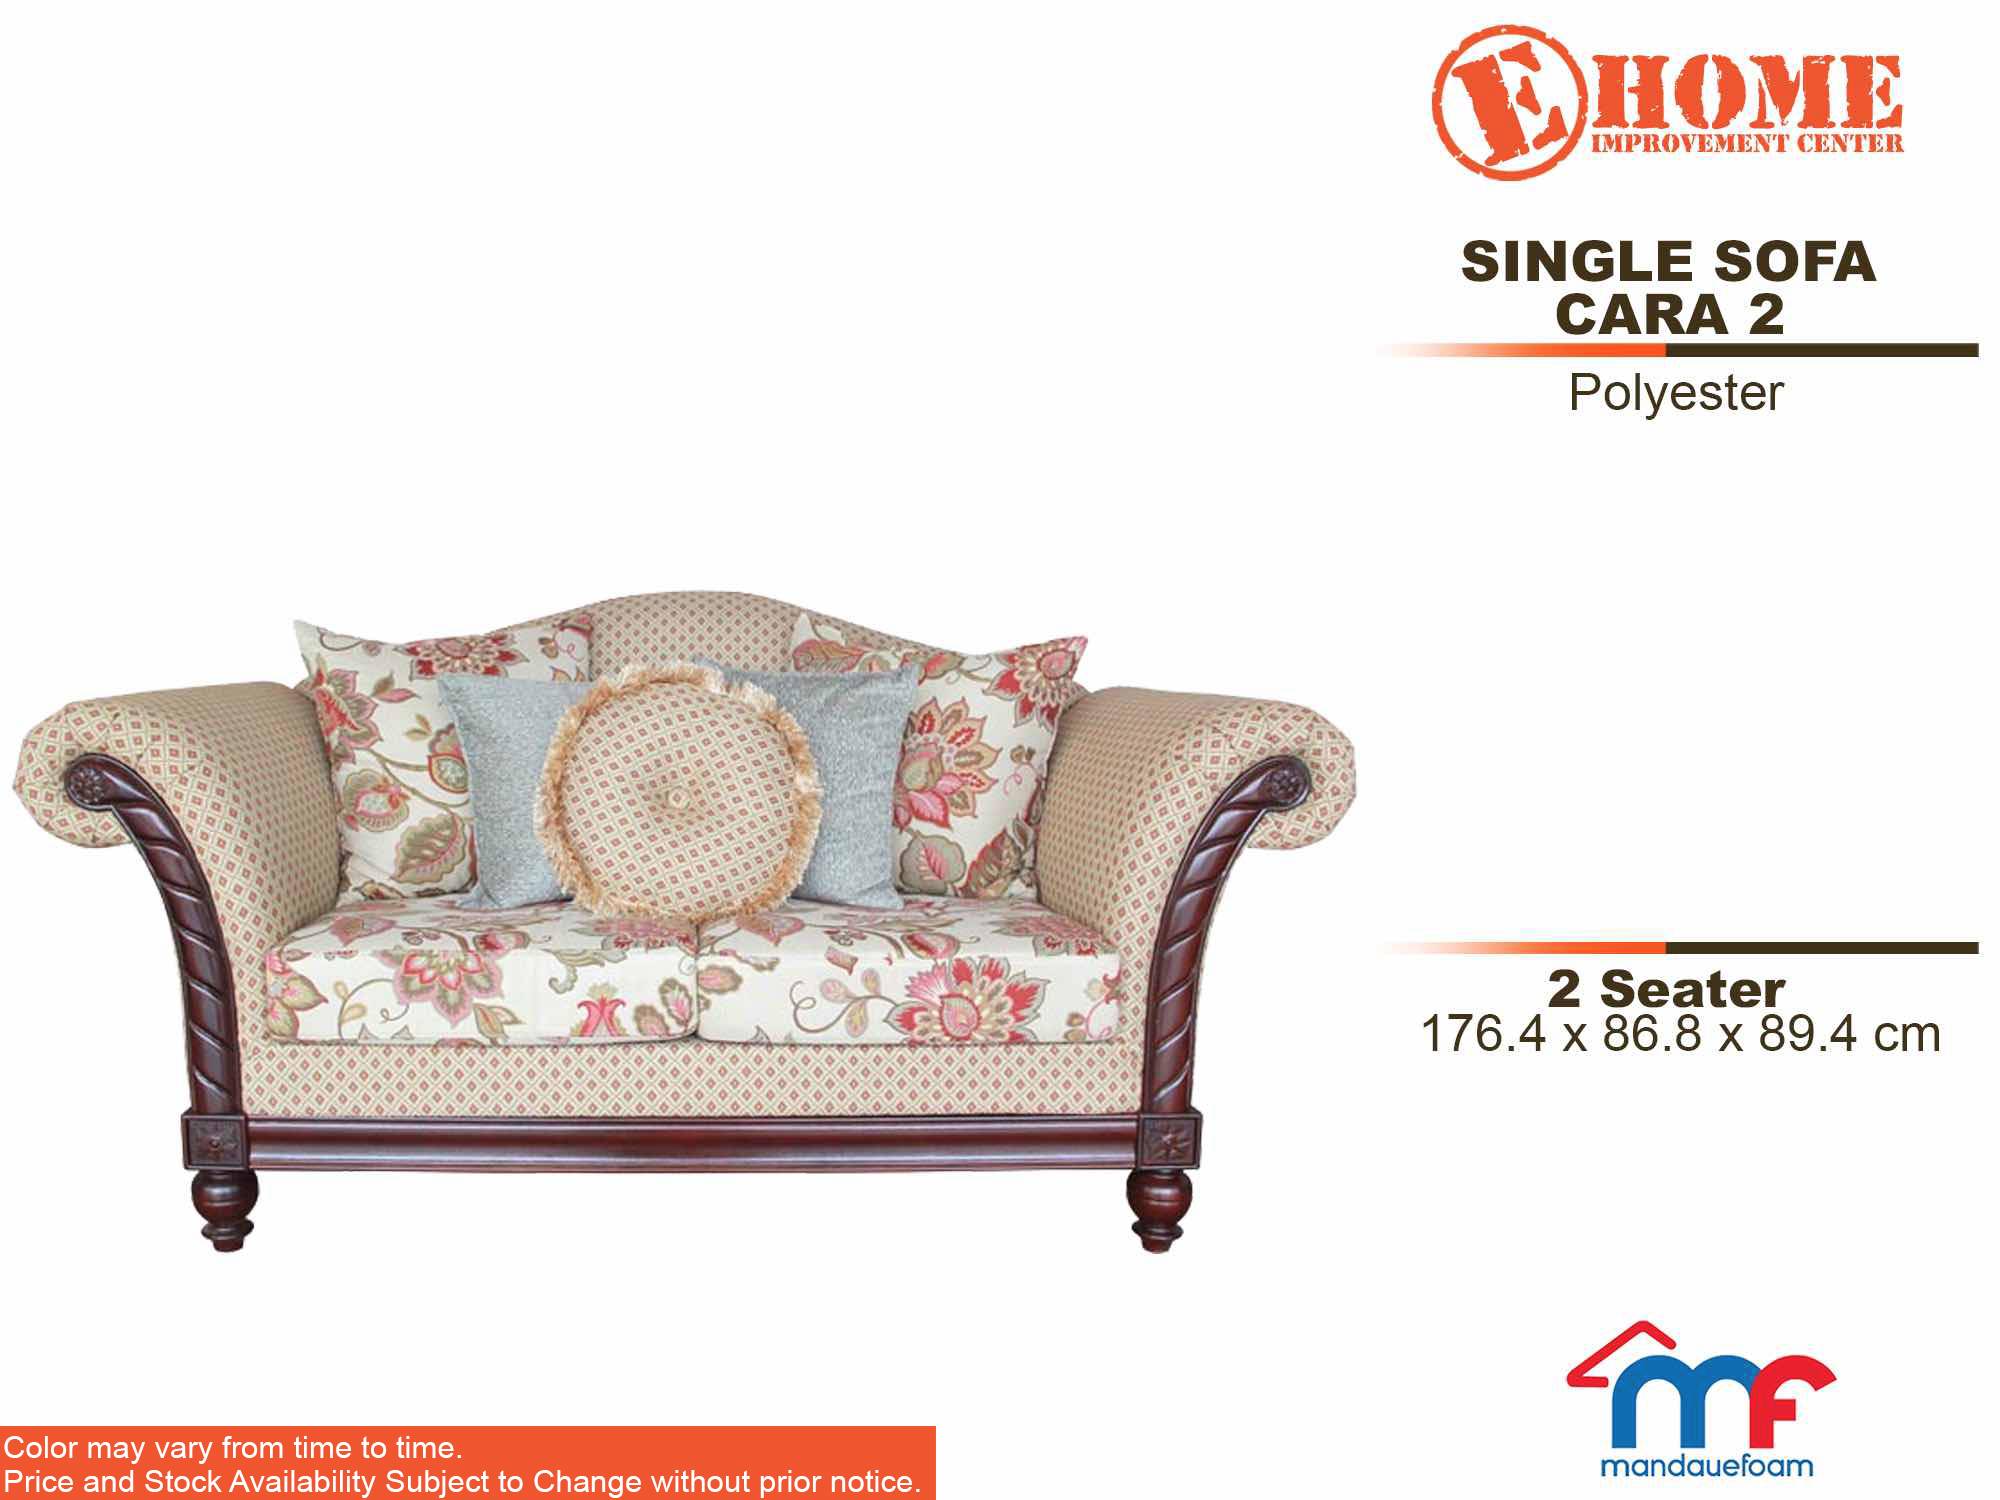 E HOME
IMPROVEMENT CENTER
SINGLE SOFA
CARA 2
Polyester
2 Seater
176.4 x 86.8 x 89.4 cm
mf
mandauefoam
Color may vary from time to time.
Price and Stock Availability Subject to Change without prior notice.